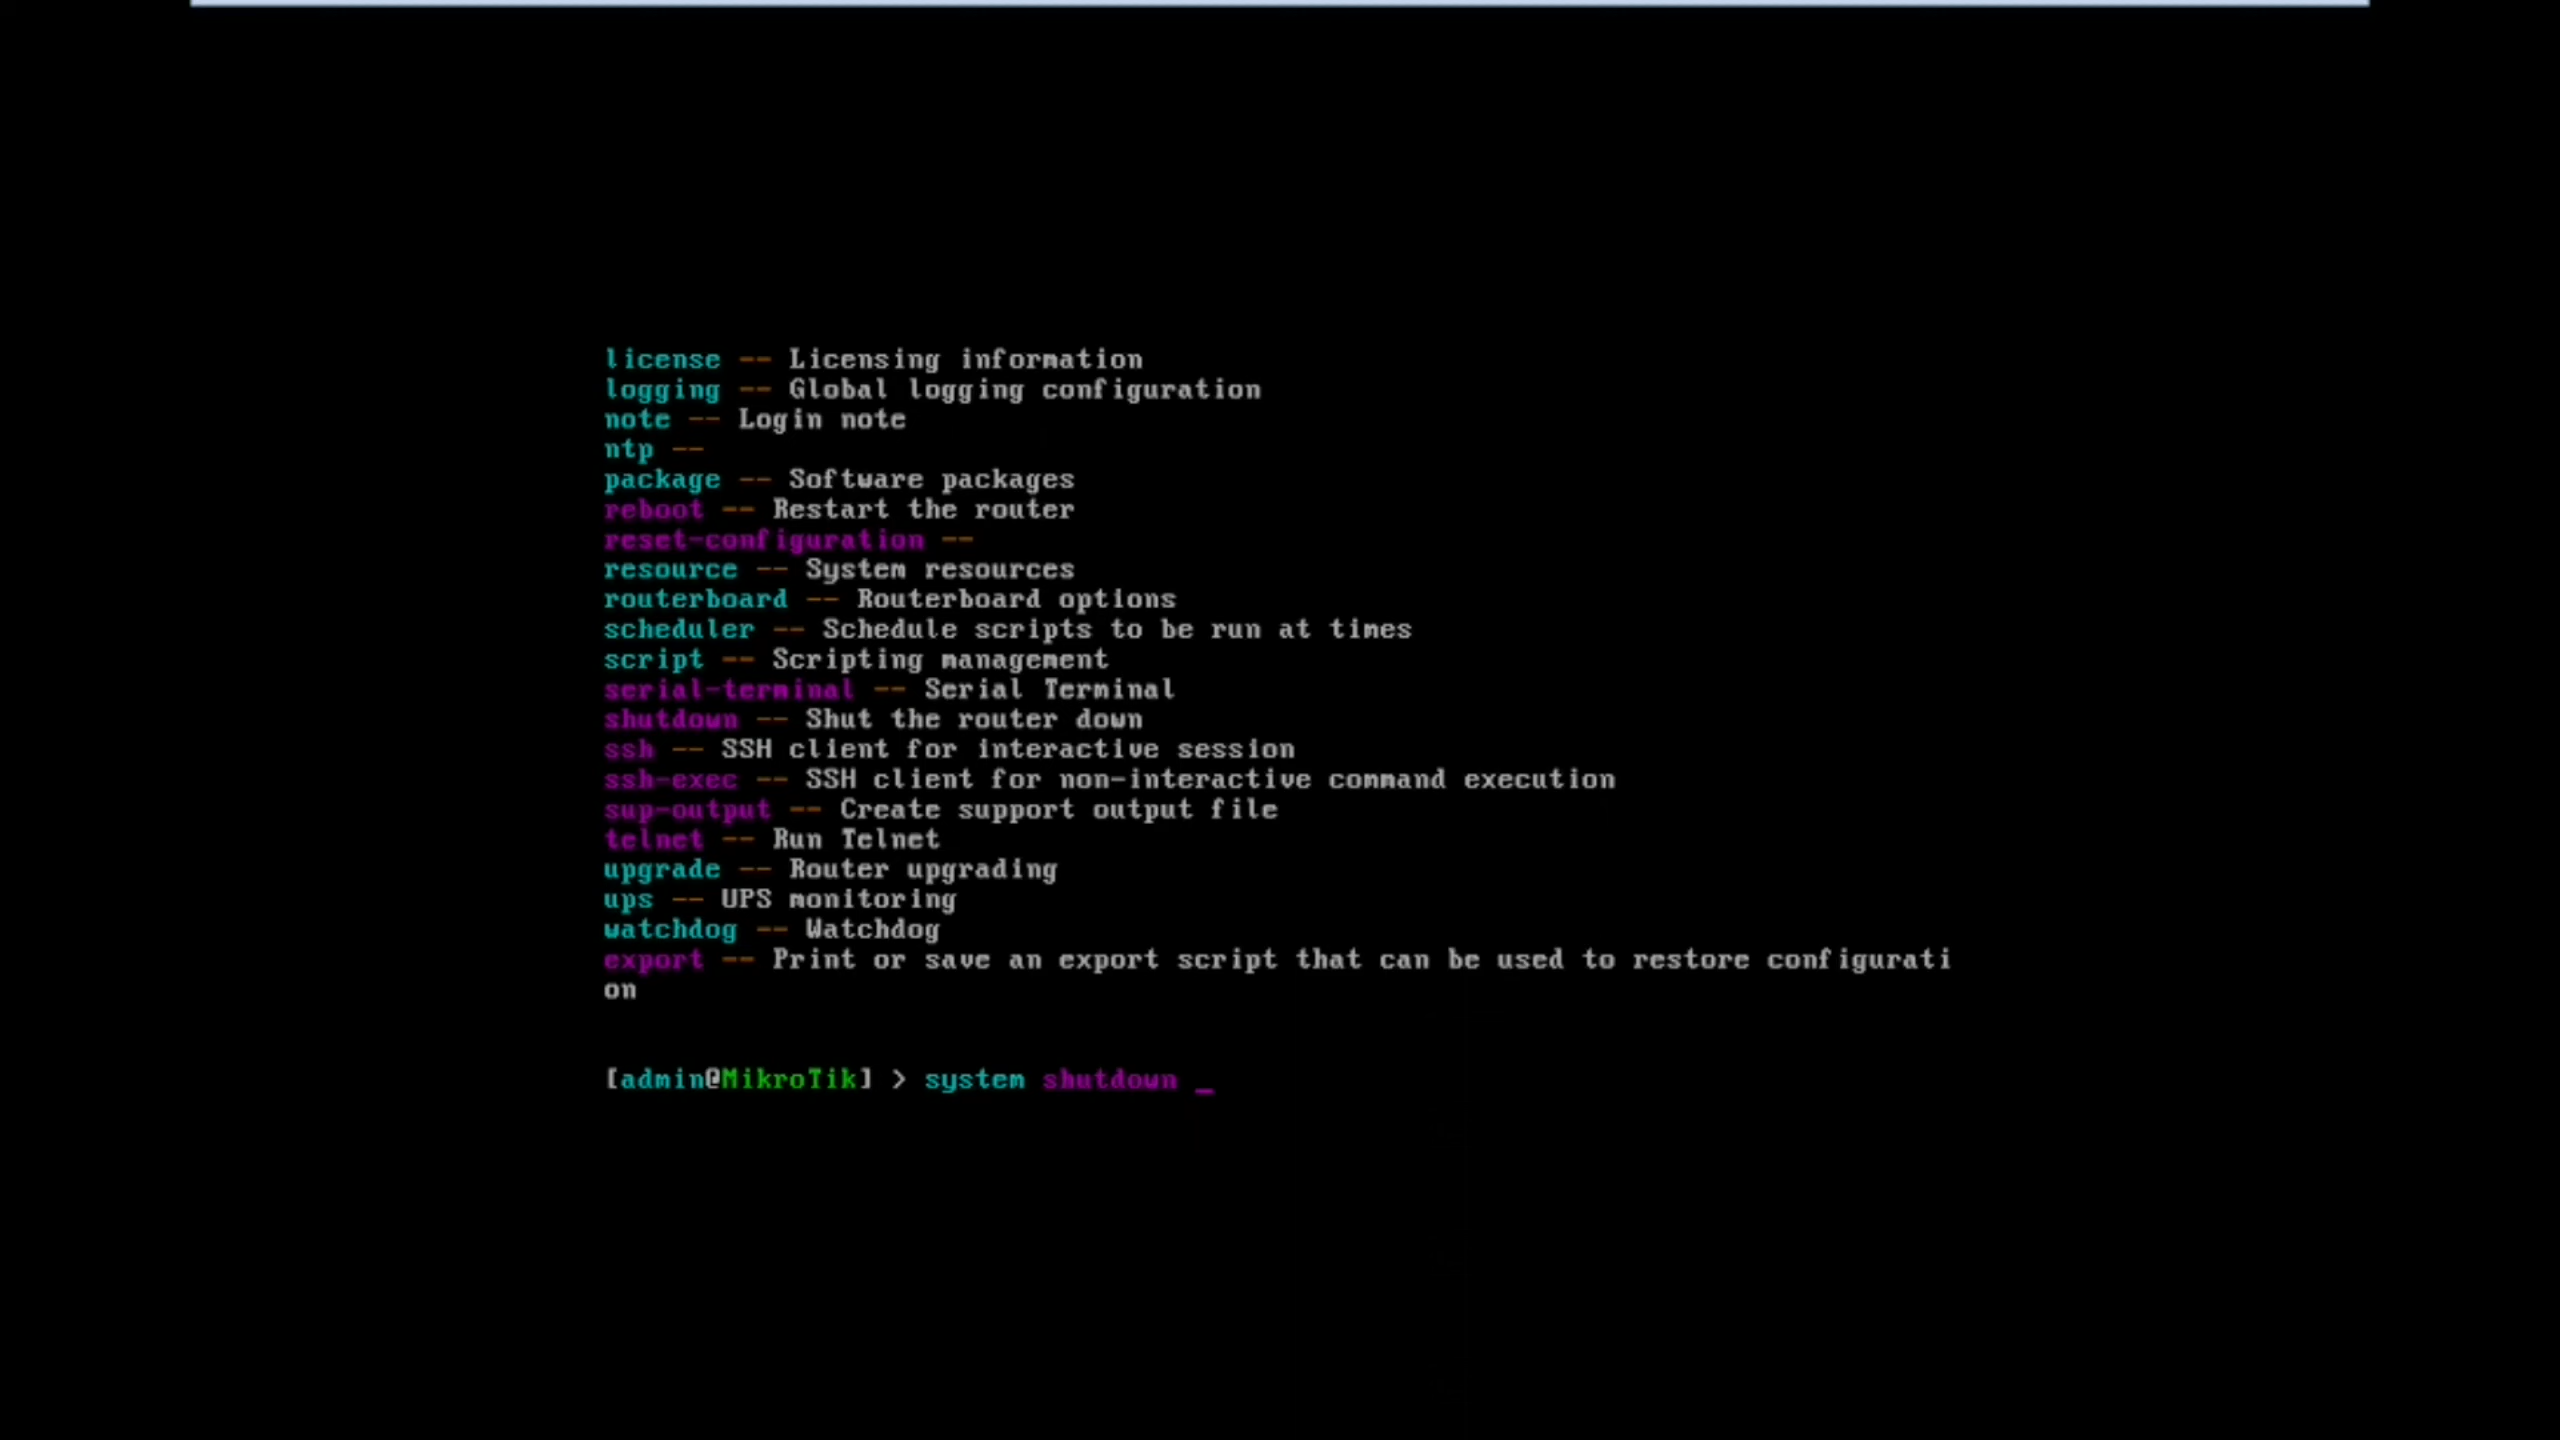 license -- Licensing information
logging -- Global logging configuration
note -- Login note
ntp --
package -- Software packages
reboot -- Restart the router
reset-configuration --
resource -- System resources
routerboard -- Routerboard options
scheduler -- Schedule scripts to be run at times
script -- Scripting management
serial-terminal -- Serial Terminal
shutdown -- Shut the router down
ssh -- SSH client for interactive session
ssh-exec -- SSH client for non-interactive command execution
sup-output -- Create support output file
telnet -- Run Telnet
upgrade -- Router upgrading
ups -- UPS monitoring
watchdog -- Watchdog
export -- Print or save an export script that can be used to restore configurati
on
[admin@MikroTik] > system shutdown _